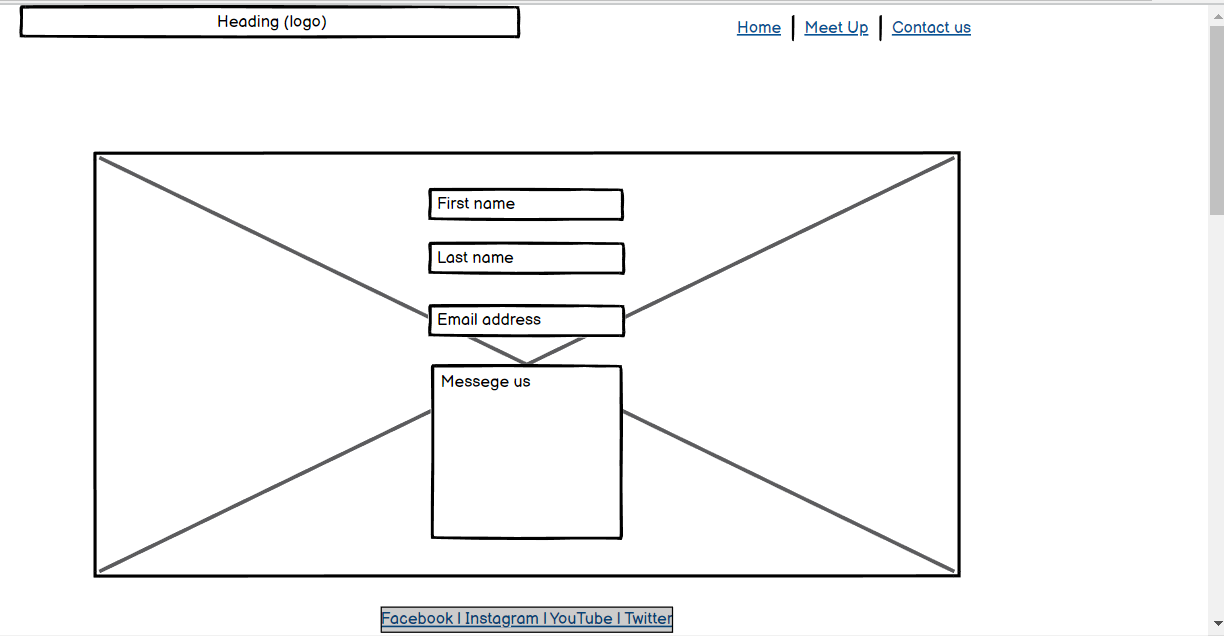 Heading (logo)
Home | Meet Up | Contact us
First name
Last name
Email address
Messege us
Facebook | Instagram | YouTube | Twitter